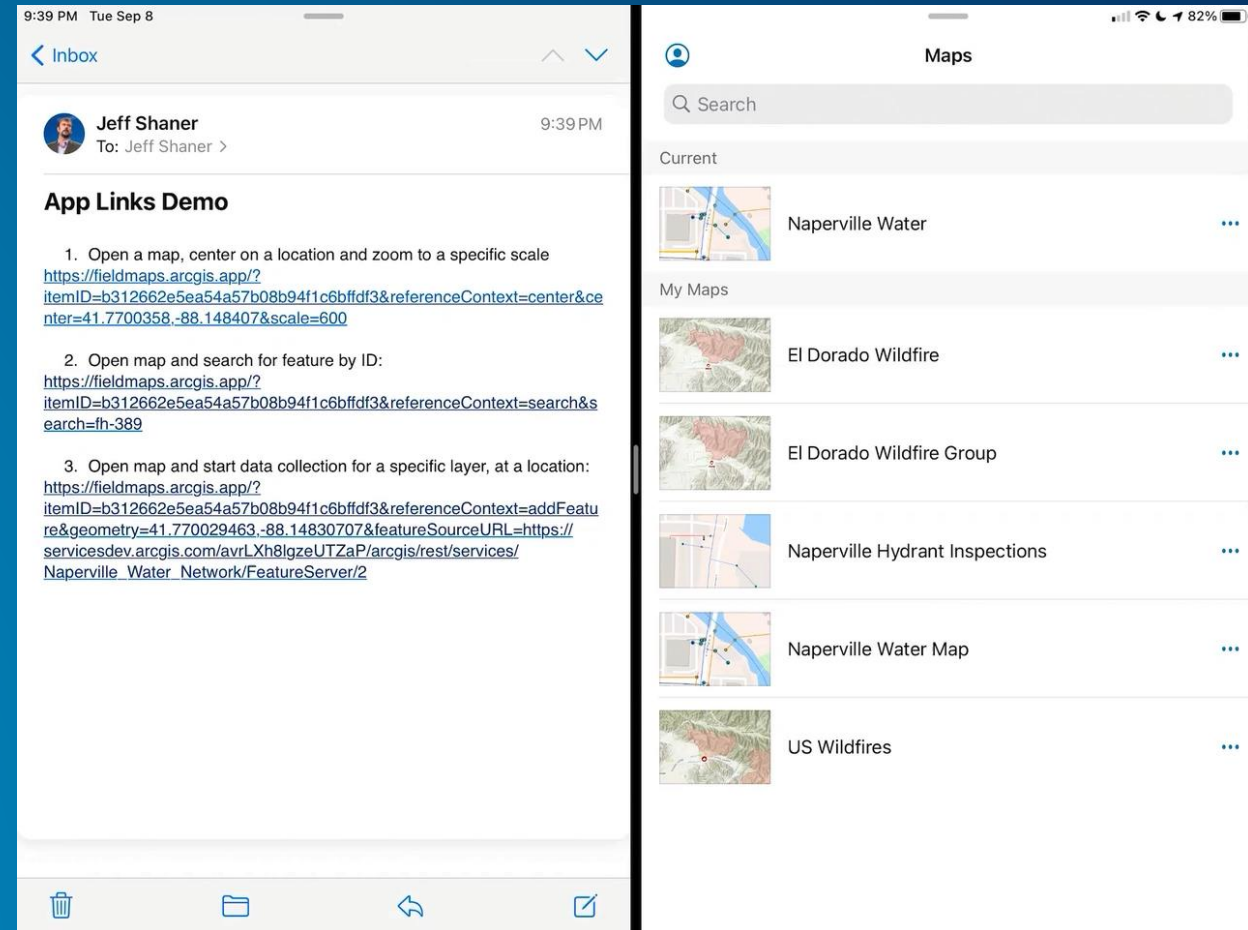 9:39 PM Tue Sep 8
Inbox
Jeff Shaner
9:39 PM
To: Jeff Shaner >
App Links Demo
1. Open a map, center on a location and zoom to a specific scale
https://fieldmaps.arcgis.app/?
itemID=b312662e5ea54a57b08b94f1c6bffdf3&referenceContext=center&ce
nter=41.7700358,-88.148407&scale=600
2. Open map and search for feature by ID:
https://fieldmaps.arcgis.app/?
itemID=b312662e5ea54a57b08b94f1c6bffdf3&referenceContext=search&s
earch=fh-389
3. Open map and start data collection for a specific layer, at a location:
https://fieldmaps.arcgis.app/?
itemID=b312662e5ea54a57b08b94f1c6bffdf3&referenceContext=addFeatu
re&geometry=41.770029463,-88.14830707&featureSourceURL=https://
servicesdev.arcgis.com/avrLXh8lgzeUTZaP/arcgis/rest/services/
Naperville_Water_Network/FeatureServer/2
82%
Maps
Search
Current
Naperville Water
My Maps
El Dorado Wildfire
El Dorado Wildfire Group
Naperville Hydrant Inspections
Naperville Water Map
US Wildfires